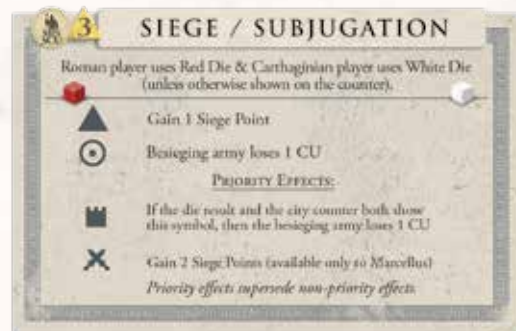 3 SIEGE / SUBJUGATION
Roman player uses Red Die & Carthaginian player uses White Die
(unless otherwise shown on the counter).
Gain 1 Siege Point
Besieging army loses 1 CU
PRIORITY EFFECTS:
If the die result and the city counter both show
this symbol, then the besieging army loses 1 CU
Gain 2 Siege Points (available only to Marcellus)
Priority effects supersede non-priority effects